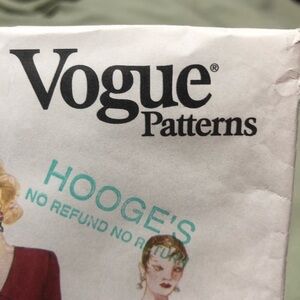 Vogue®
Patterns
HOOGE'S
NO REFUND NO RETURN